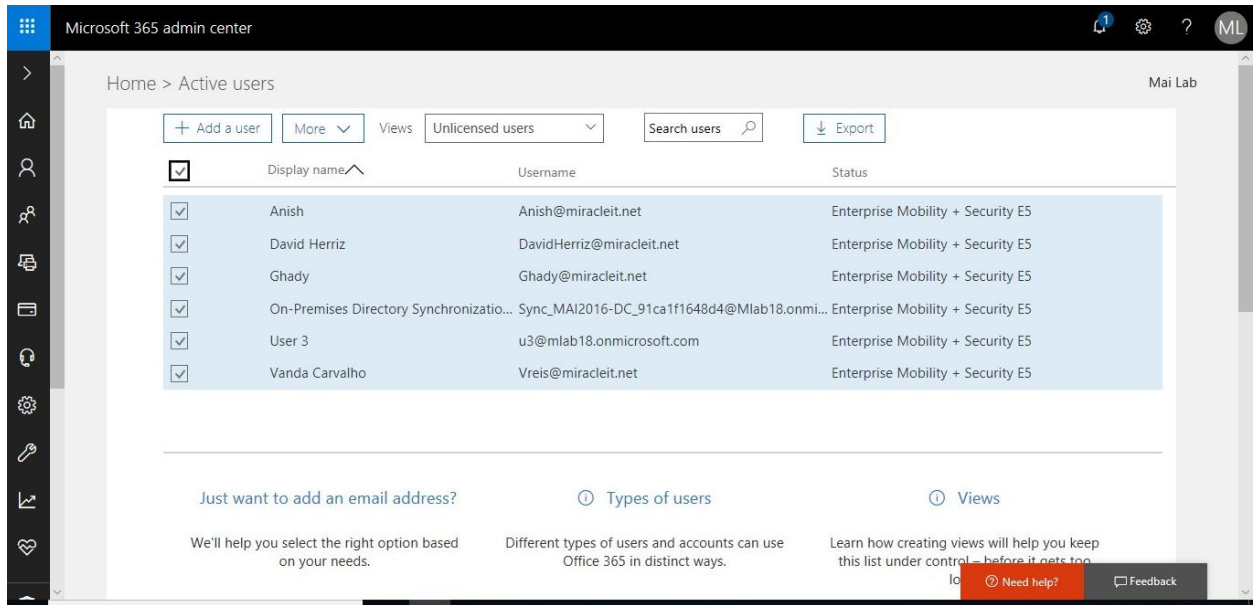 Microsoft 365 admin center 1 ? ML
Home > Active users Mai Lab
+ Add a user More Views Unlicensed users Search users Export
Display name Username Status
Anish Anish@miracleit.net Enterprise Mobility + Security E5
David Herriz DavidHerriz@miracleit.net Enterprise Mobility + Security E5
Ghady Ghady@miracleit.net Enterprise Mobility + Security E5
On-Premises Directory Synchronizatio... Sync_MAI2016-DC_91ca1f1648d4@Mlab18.onmi... Enterprise Mobility + Security E5
User 3 u3@mlab18.onmicrosoft.com Enterprise Mobility + Security E5
Vanda Carvalho Vreis@miracleit.net Enterprise Mobility + Security E5
Just want to add an email address? Types of users Views
We'll help you select the right option based Different types of users and accounts can use Learn how creating views will help you keep
on your needs. Office 365 in distinct ways. this list under control – before it gets too
lo Need help? Feedback